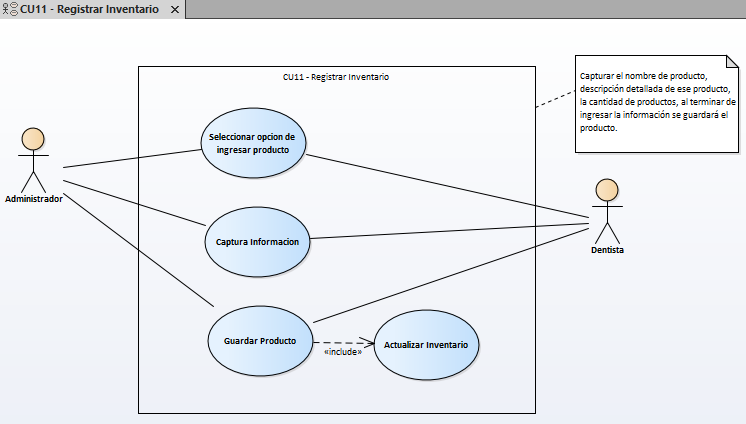 CU11 - Registrar Inventario
CU11 - Registrar Inventario
Capturar el nombre de producto,
descripción detallada de ese producto,
la cantidad de productos, al terminar de
ingresar la información se guardará el
producto.
Seleccionar opcion de
ingresar producto
Administrador
Captura Informacion
Dentista
Guardar Producto
«include»
Actualizar Inventario